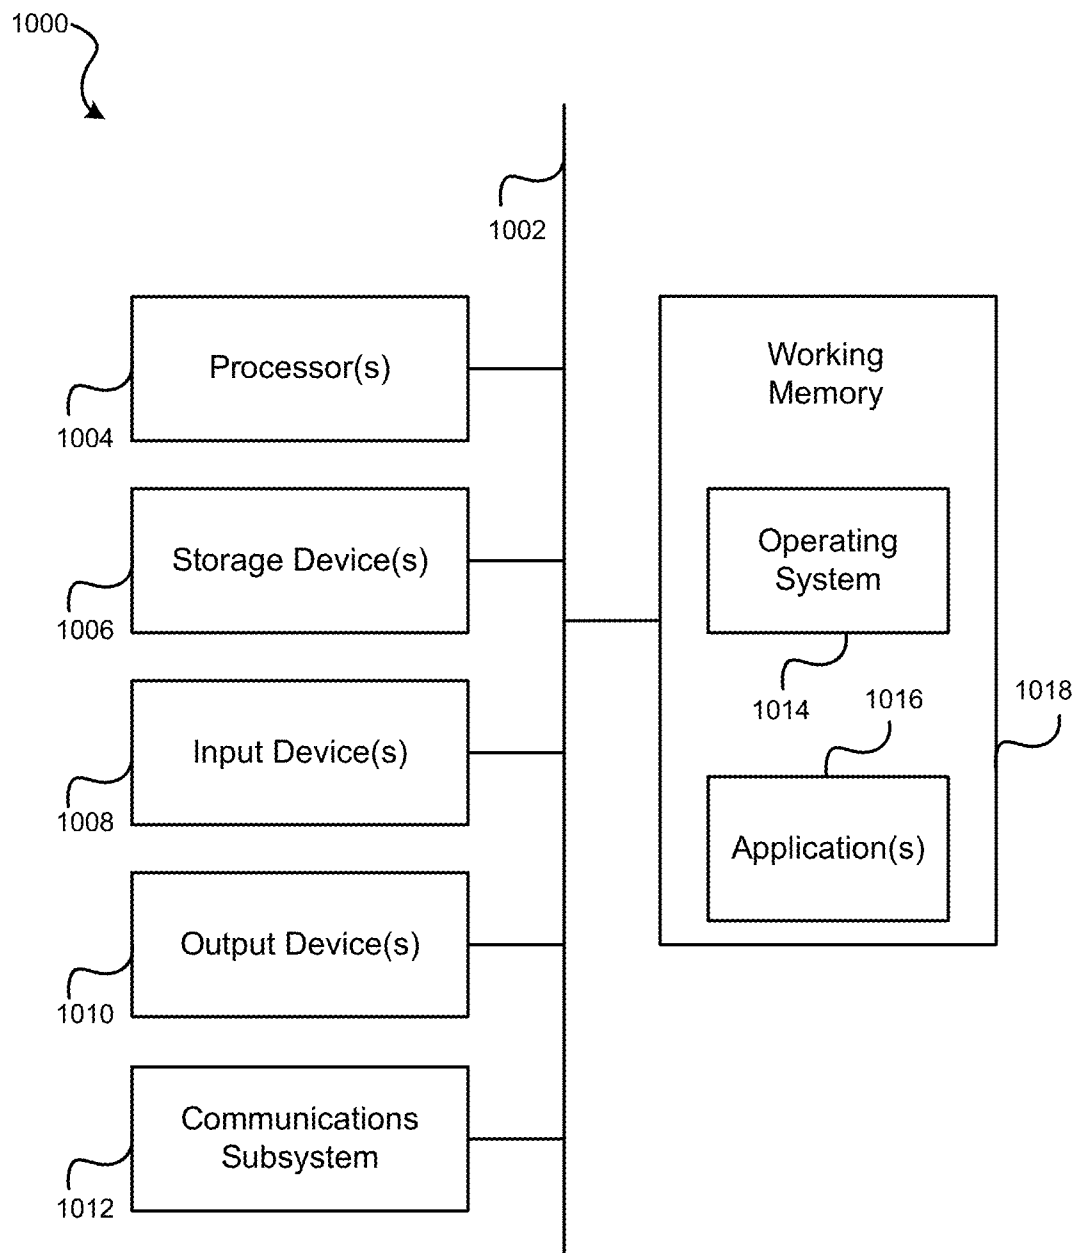 1000
1002
Processor(s)
1004
Storage Device(s)
1006
Input Device(s)
1008
Output Device(s)
1010
Communications
Subsystem
1012
Working
Memory
Operating
System
1014
1016
1018
Application(s)